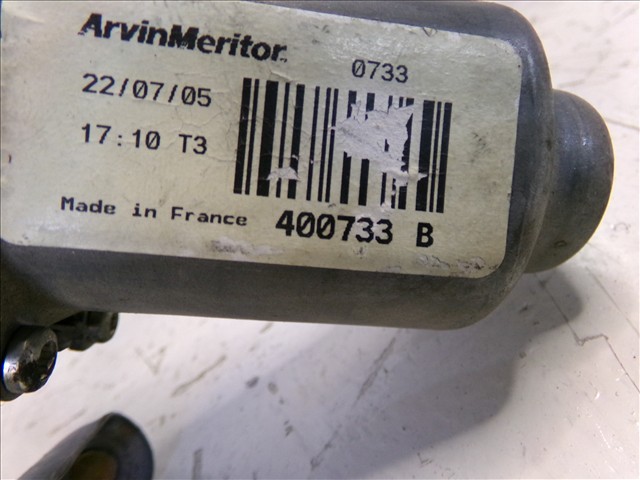 ArvinMeritor
0733
22/07/05
17:10 T3
Made in France
400733 B